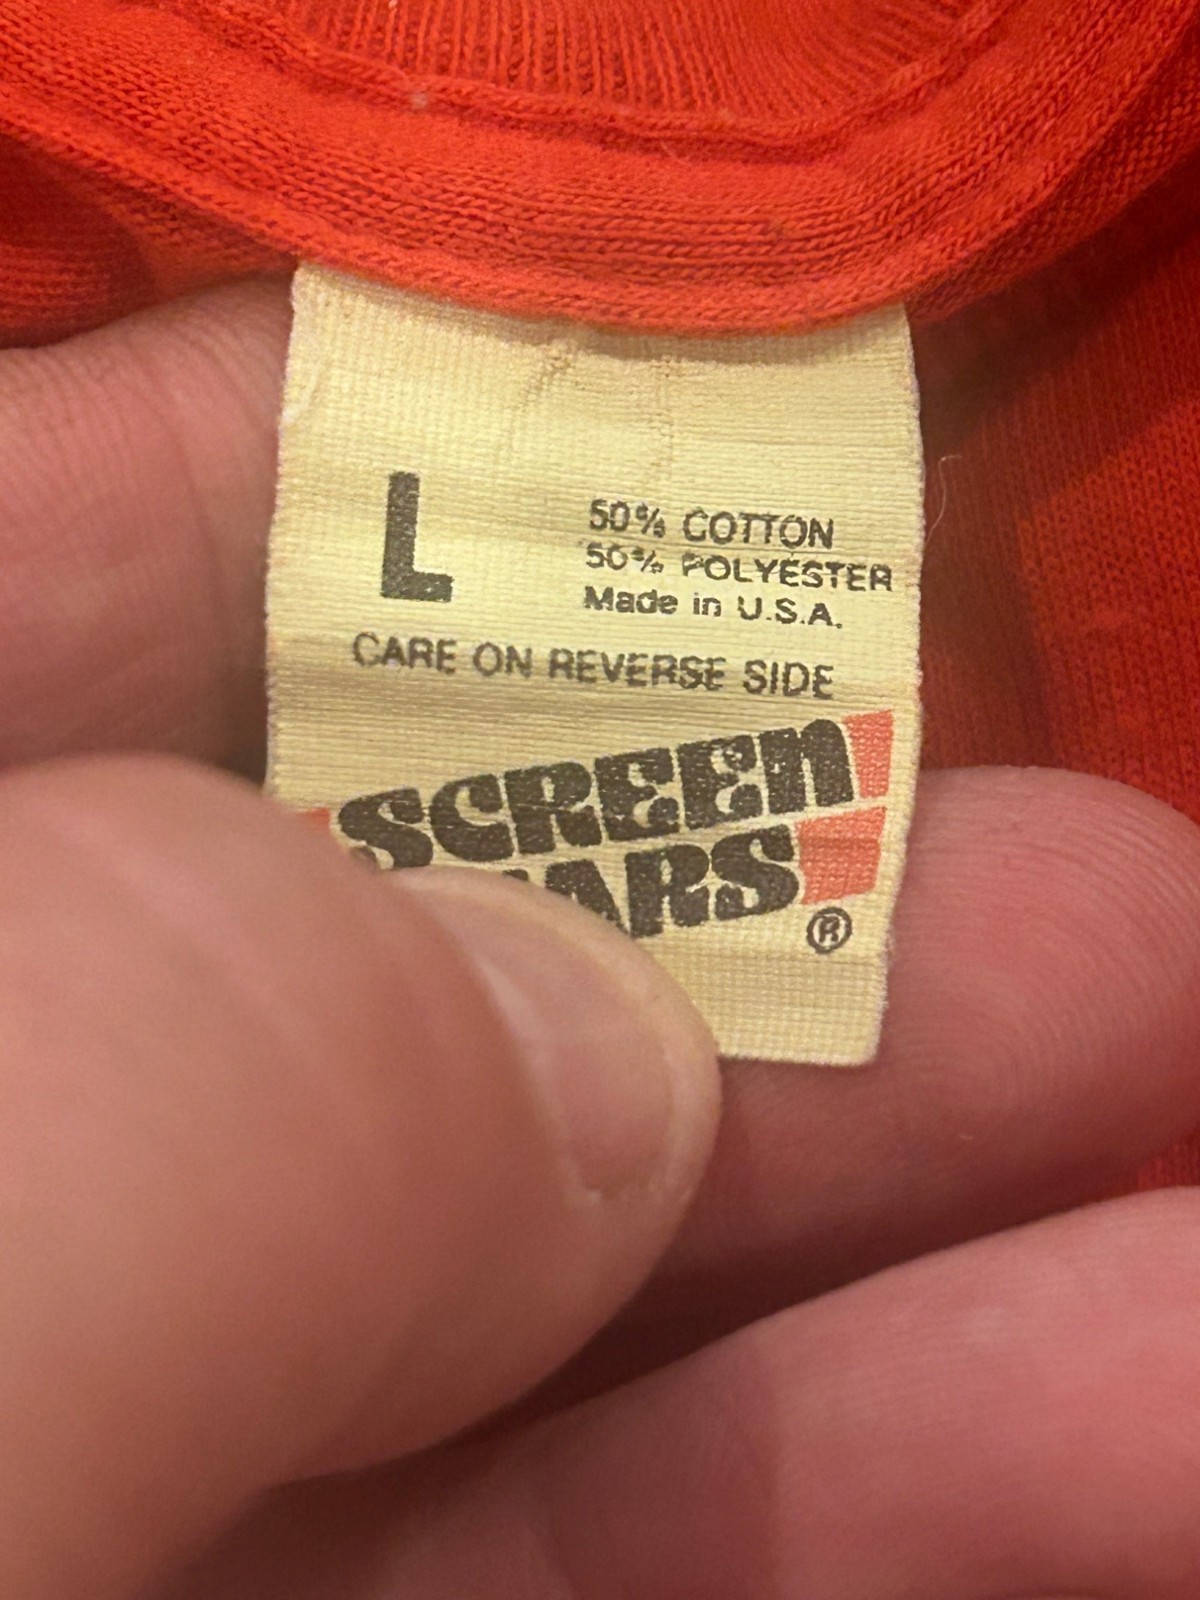 L
50% COTTON
50% POLYESTER
Made in U.S.A.
CARE ON REVERSE SIDE
SCREEN
®